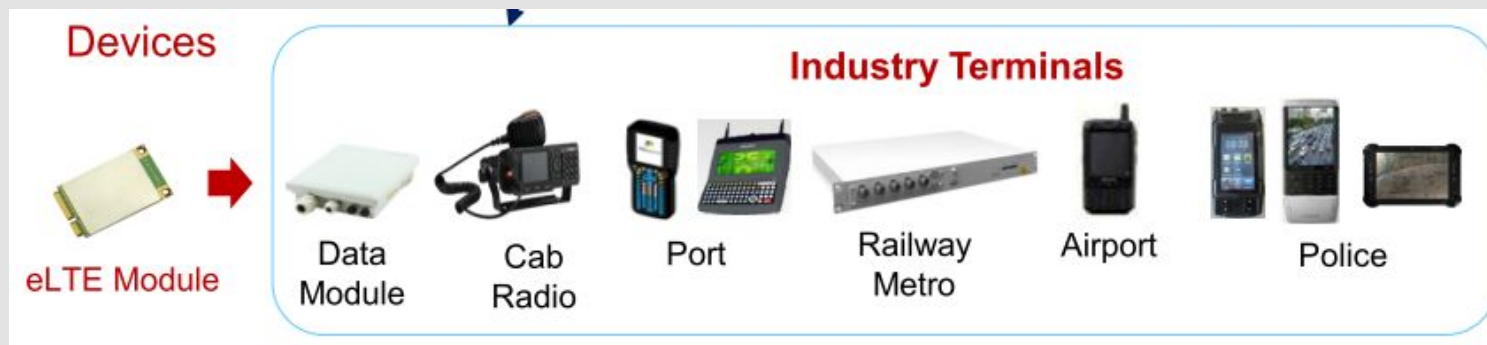 Devices
Industry Terminals
eLTE Module
Data
Module
Cab
Radio
Port
Railway
Metro
Airport
Police